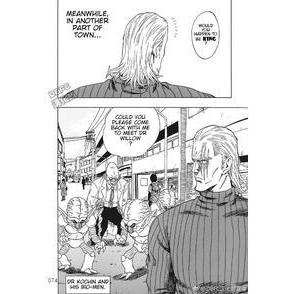 MEANWHILE,
IN ANOTHER
PART OF
TOWN...
WOULD
YOU
HAPPEN TO
BE KING
?
COULD YOU
PLEASE COME
BACK WITH ME
TO MEET DR
WILLOW
?
074
DR KOCHIN AND
HIS BIO-MEN.